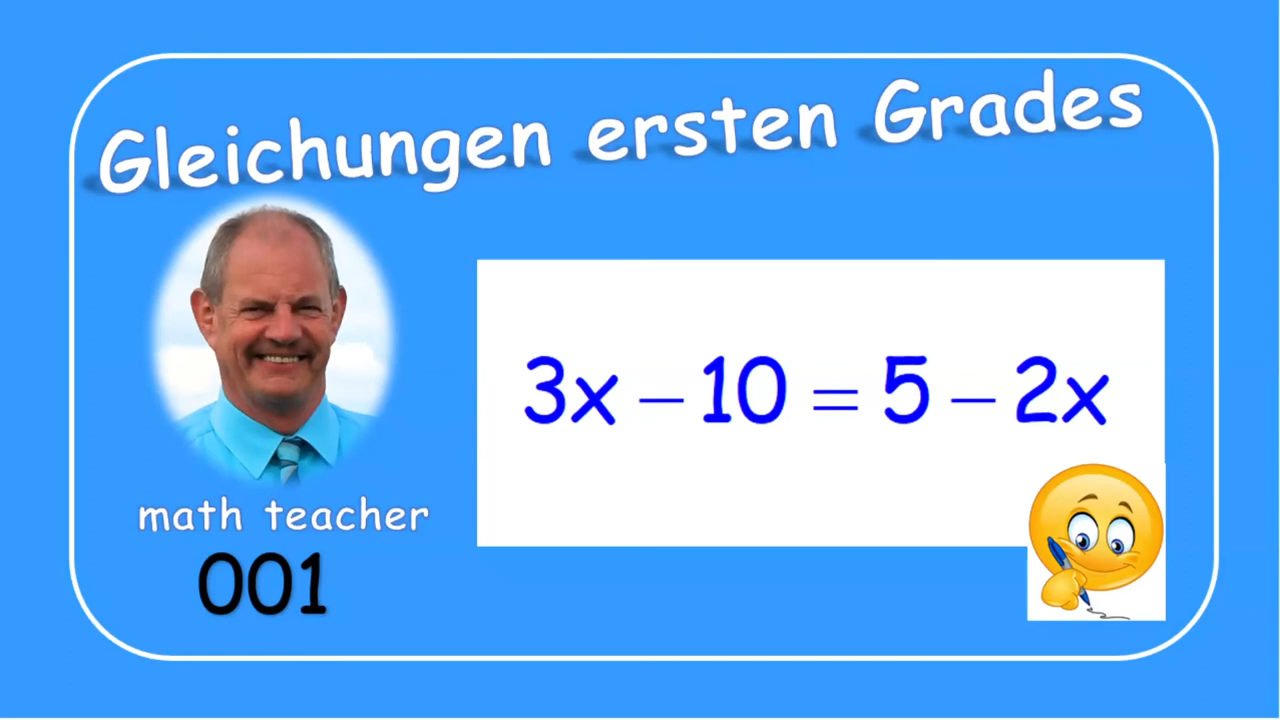 Gleichungen ersten Grades
3x – 10 = 5 – 2x
math teacher
001